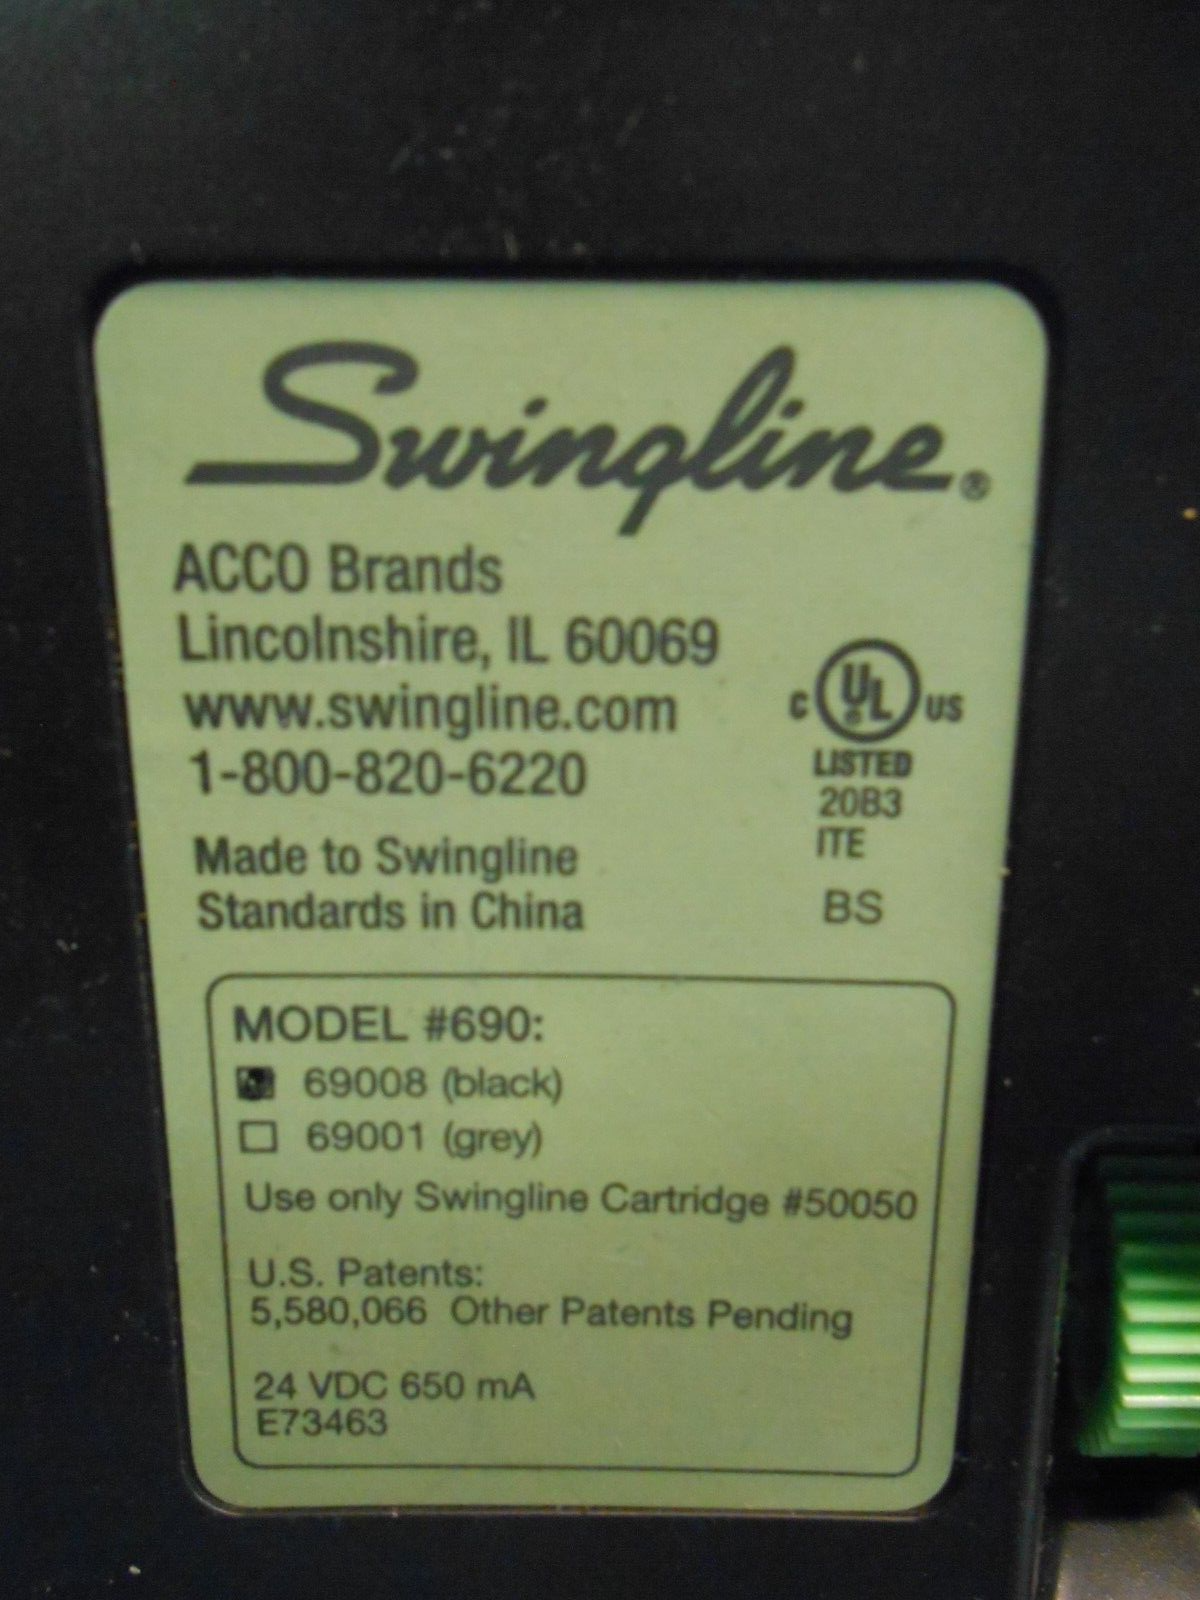 Swingline®
ACCO Brands
Lincolnshire, IL 60069
www.swingline.com
1-800-820-6220
Made to Swingline
Standards in China
C UL® US
LISTED
20B3
ITE
BS
MODEL #690:
69008 (black)
69001 (grey)
Use only Swingline Cartridge #50050
U.S. Patents:
5,580,066 Other Patents Pending
24 VDC 650 mA
E73463